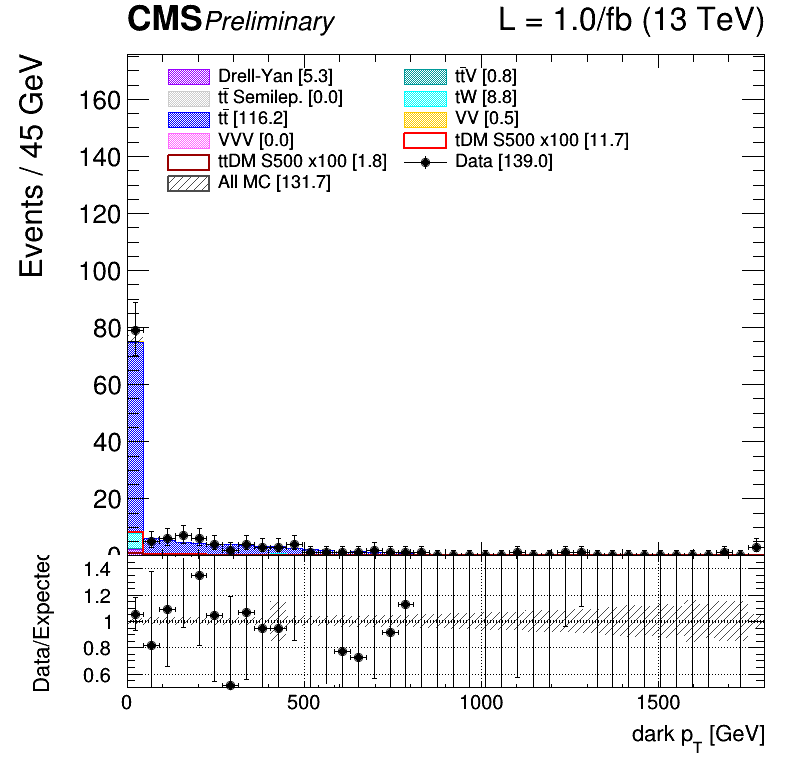 CMS Preliminary L = 1.0/fb (13 TeV)
Events / 45 GeV
160
140
120
100
80
60
40
20
0
Drell-Yan [5.3]
tt̄ Semilep. [0.0]
tt̄ [116.2]
VVV [0.0]
ttDM S500 x100 [1.8]
All MC [131.7]
tt̄V [0.8]
tW [8.8]
VV [0.5]
tDM S500 x100 [11.7]
Data [139.0]
Data/Expected
1.4
1.2
1
0.8
0.6
0 500 1000 1500
dark p_T [GeV]